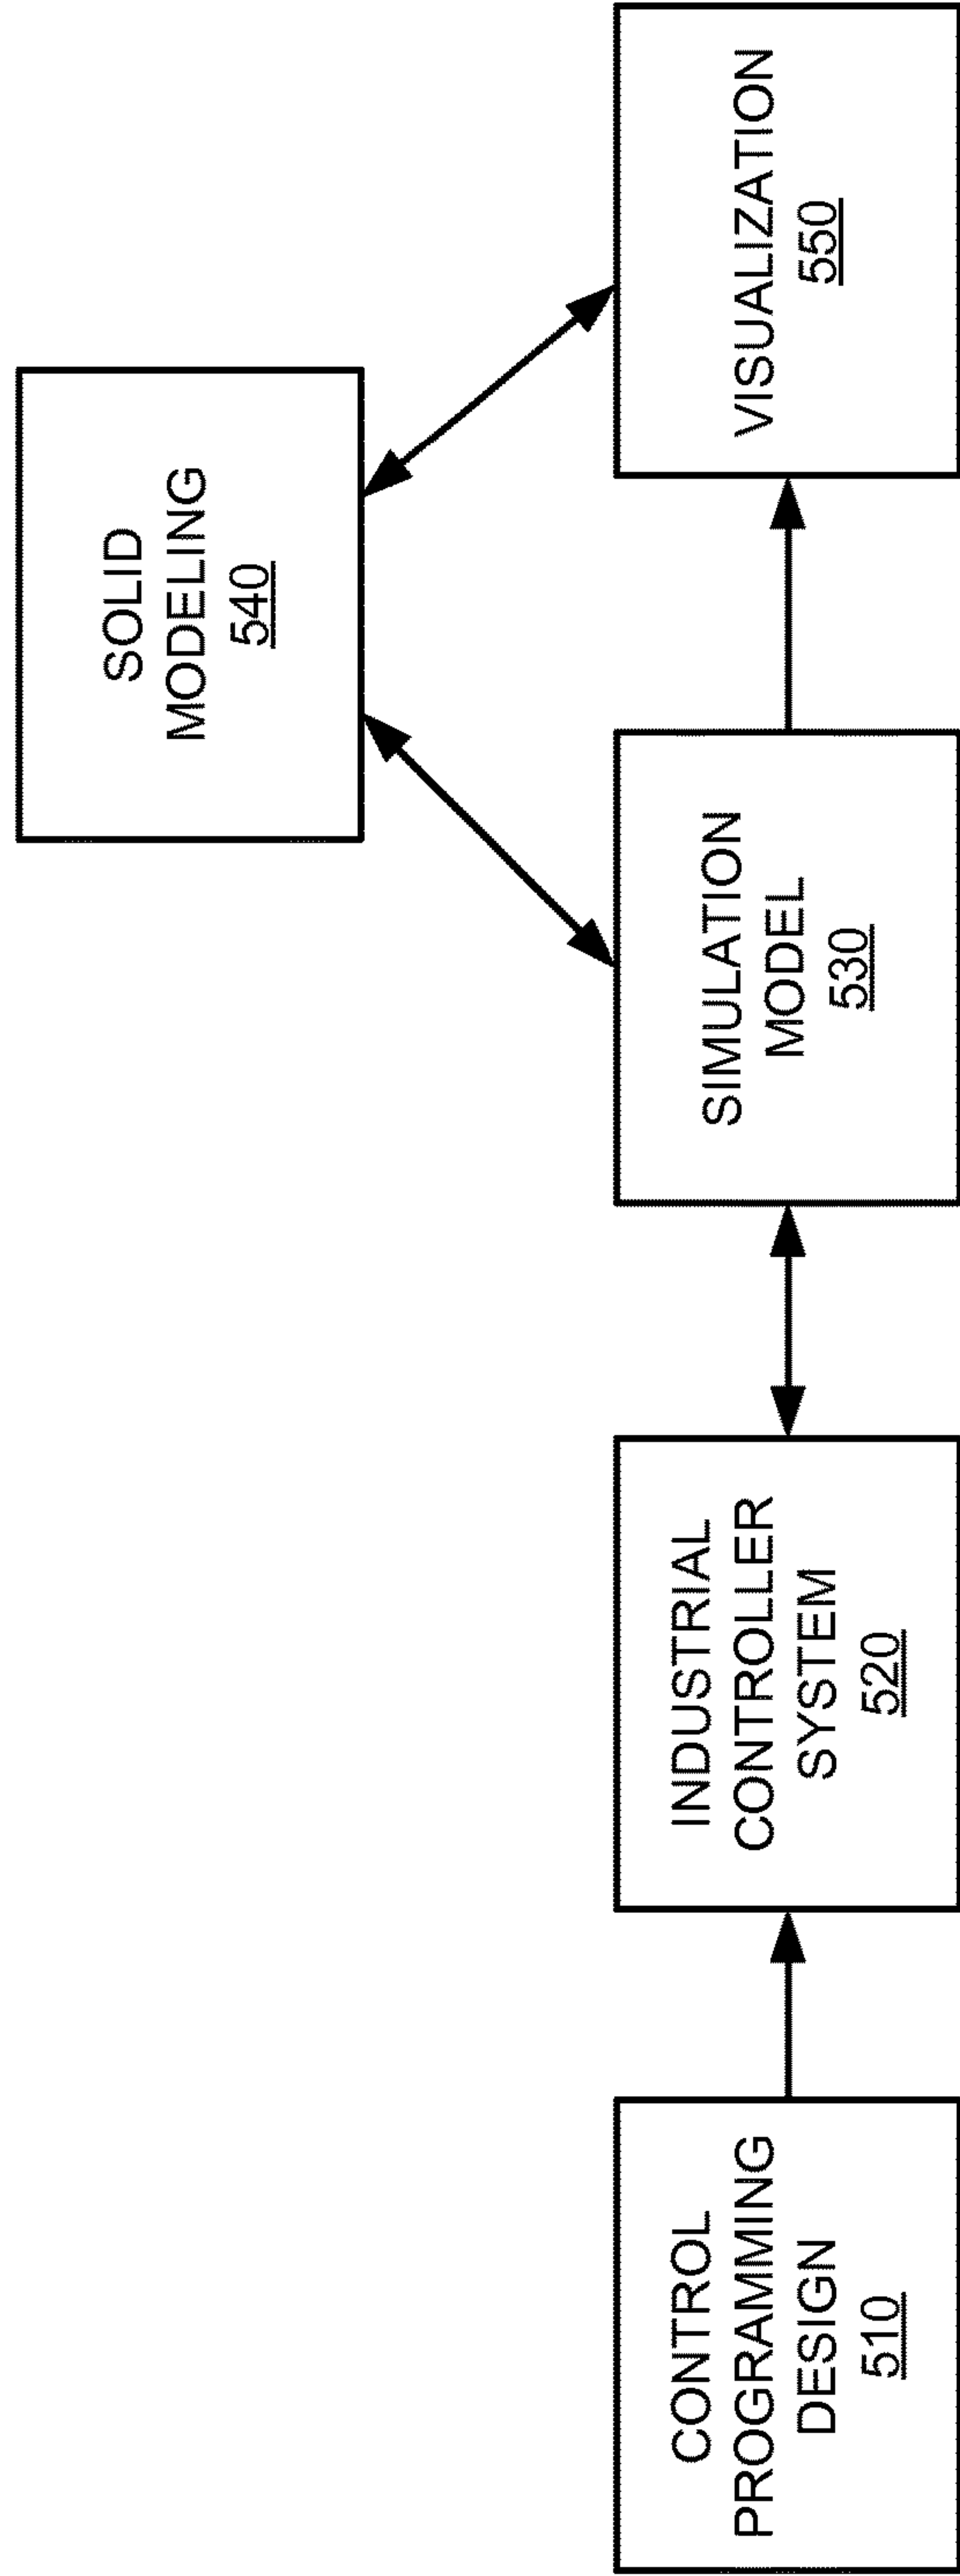 SOLID
MODELING
540
CONTROL
PROGRAMMING
DESIGN
510
INDUSTRIAL
CONTROLLER
SYSTEM
520
SIMULATION
MODEL
530
VISUALIZATION
550